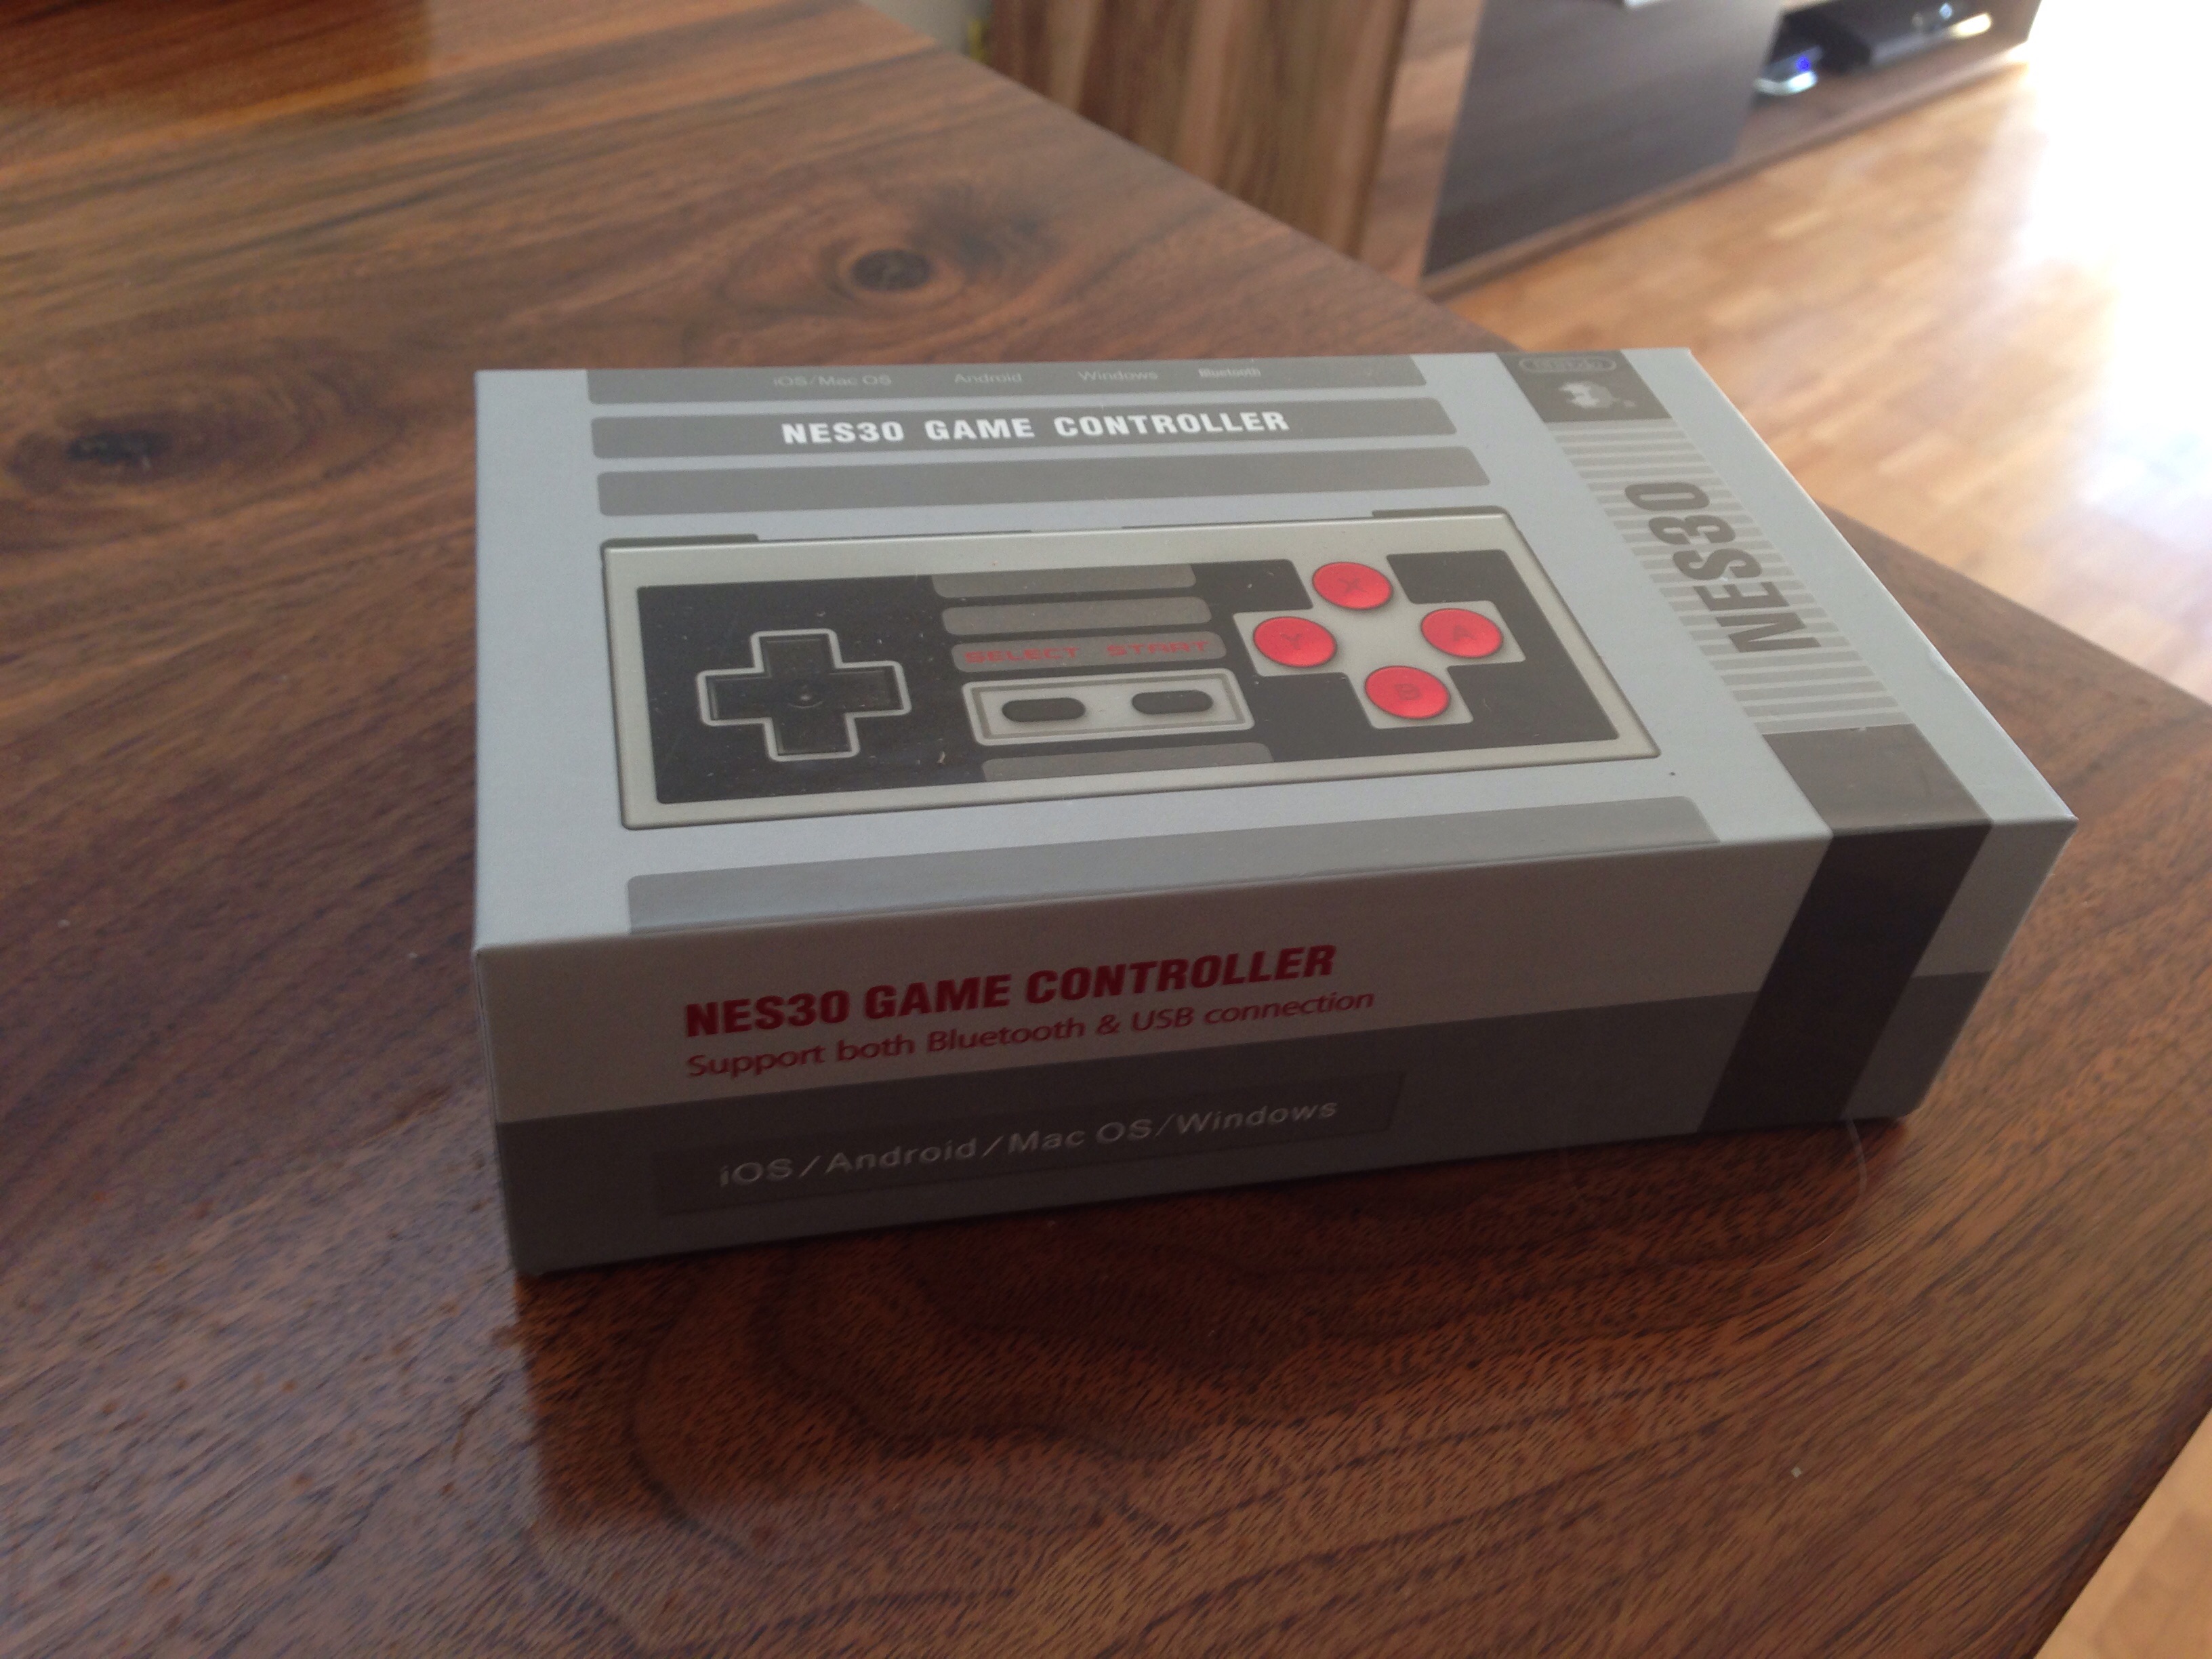 iOS/Mac OS Android Windows Bluetooth
NES30 GAME CONTROLLER
NES30
SELECT START
X
Y
A
B
NES30 GAME CONTROLLER
Support both Bluetooth & USB connection
iOS/Android/Mac OS/Windows